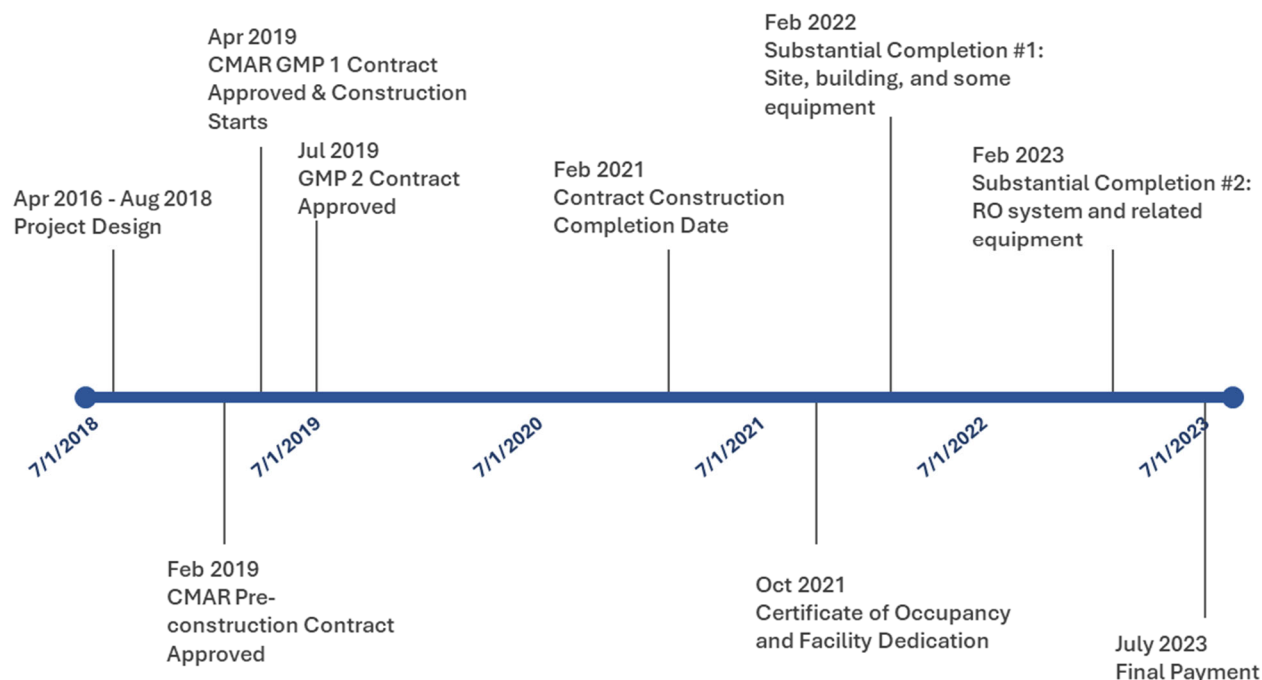 Feb 2022
Substantial Completion #1:
Site, building, and some
equipment
Apr 2019
CMAR GMP 1 Contract
Approved & Construction
Starts
Jul 2019
GMP 2 Contract
Approved
Feb 2021
Contract Construction
Completion Date
Feb 2023
Substantial Completion #2:
RO system and related
equipment
Apr 2016 - Aug 2018
Project Design
7/1/2018
7/1/2019
7/1/2020
7/1/2021
7/1/2022
7/1/2023
Feb 2019
CMAR Pre-
construction Contract
Approved
Oct 2021
Certificate of Occupancy
and Facility Dedication
July 2023
Final Payment